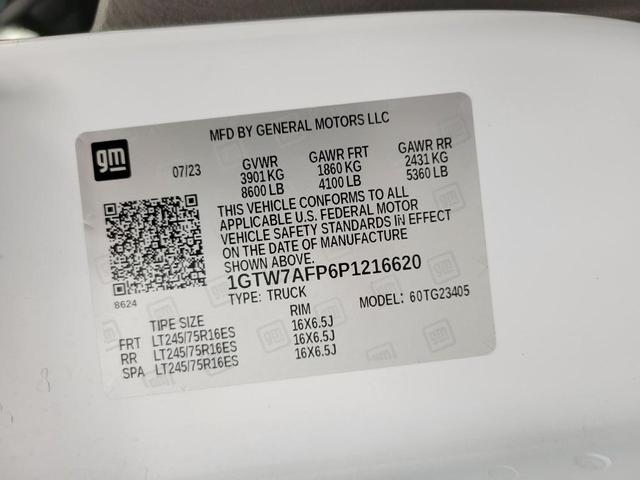 MFD BY GENERAL MOTORS LLC
gm
07/23
GVWR GAWR FRT GAWR RR
3901 KG 1860 KG 2431 KG
8600 LB 4100 LB 5360 LB
THIS VEHICLE CONFORMS TO ALL
APPLICABLE U.S. FEDERAL MOTOR
VEHICLE SAFETY STANDARDS IN EFFECT
ON THE DATE OF MANUFACTURE
SHOWN ABOVE.
1GTW7AFP6P1216620
8624
TYPE: TRUCK MODEL: 60TG23405
TIPE SIZE RIM
FRT LT245/75R16ES 16X6.5J
RR LT245/75R16ES 16X6.5J
SPA LT245/75R16ES 16X6.5J